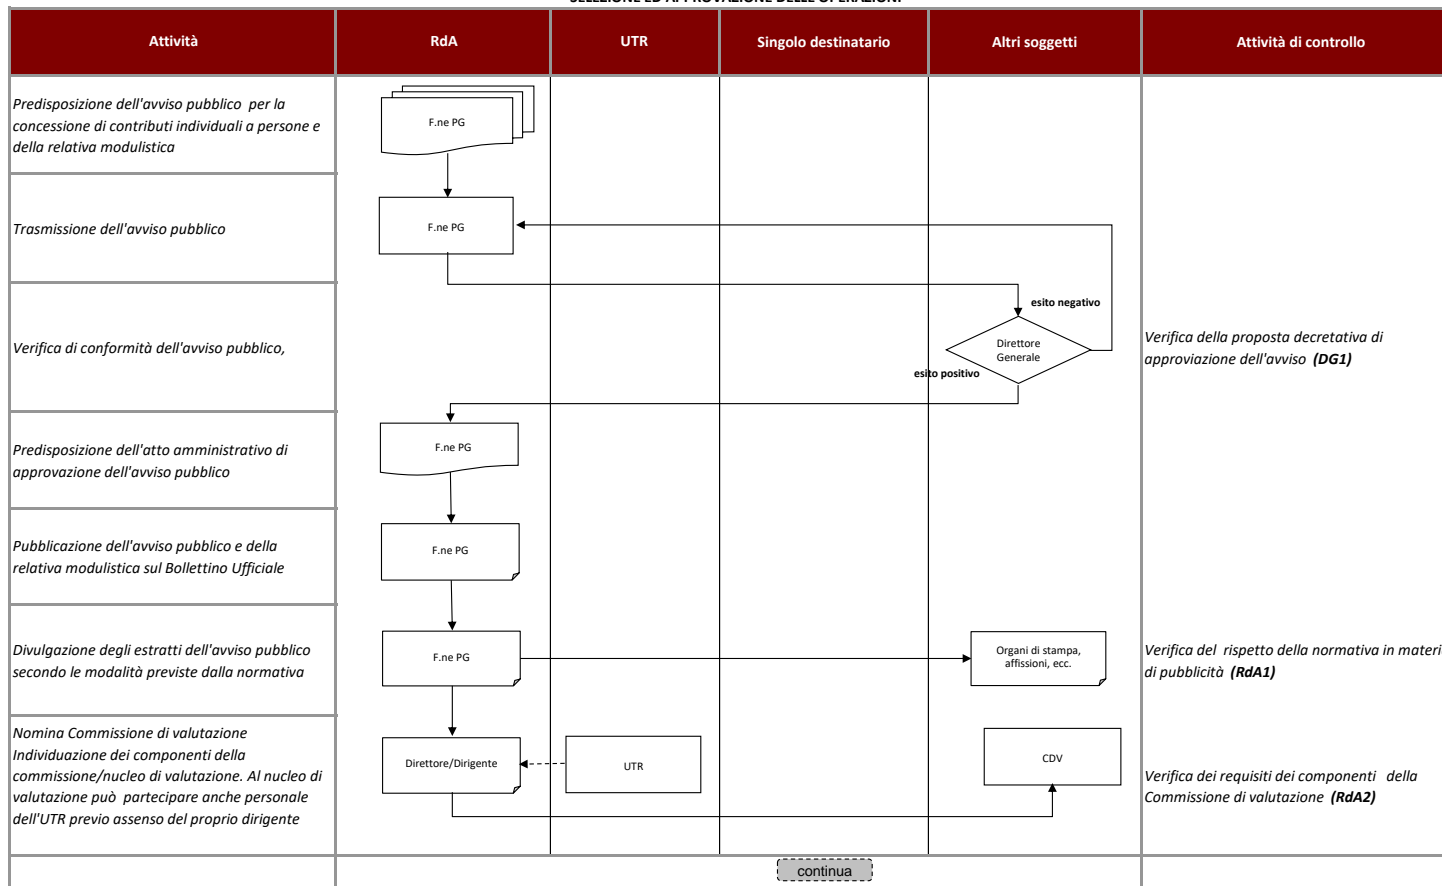 SELEZIONE ED APPROVAZIONE DELLE OPERAZIONI
Attività
RdA
UTR
Singolo destinatario
Altri soggetti
Attività di controllo
Predisposizione dell'avviso pubblico per la
concessione di contributi individuali a persone e
della relativa modulistica
F.ne PG
Trasmissione dell'avviso pubblico
F.ne PG
esito negativo
Verifica di conformità dell'avviso pubblico,
Direttore
Generale
esito positivo
Verifica della proposta decretativa di
approviazione dell'avviso (DG1)
Predisposizione dell'atto amministrativo di
approvazione dell'avviso pubblico
F.ne PG
Pubblicazione dell'avviso pubblico e della
relativa modulistica sul Bollettino Ufficiale
F.ne PG
Divulgazione degli estratti dell'avviso pubblico
secondo le modalità previste dalla normativa
F.ne PG
Organi di stampa,
affissioni, ecc.
Verifica del rispetto della normativa in materi
di pubblicità (RdA1)
Nomina Commissione di valutazione
Individuazione dei componenti della
commissione/nucleo di valutazione. Al nucleo di
valutazione può partecipare anche personale
dell'UTR previo assenso del proprio dirigente
Direttore/Dirigente
UTR
CDV
Verifica dei requisiti dei componenti della
Commissione di valutazione (RdA2)
continua